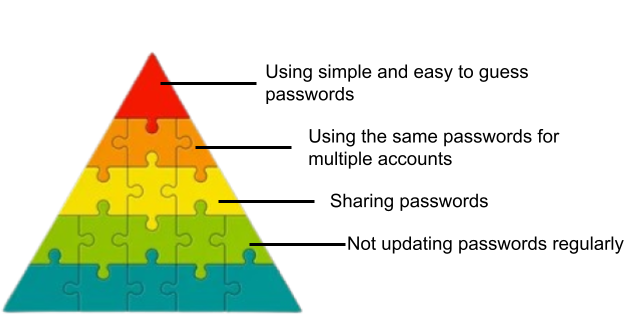 Using simple and easy to guess
passwords
Using the same passwords for
multiple accounts
Sharing passwords
Not updating passwords regularly